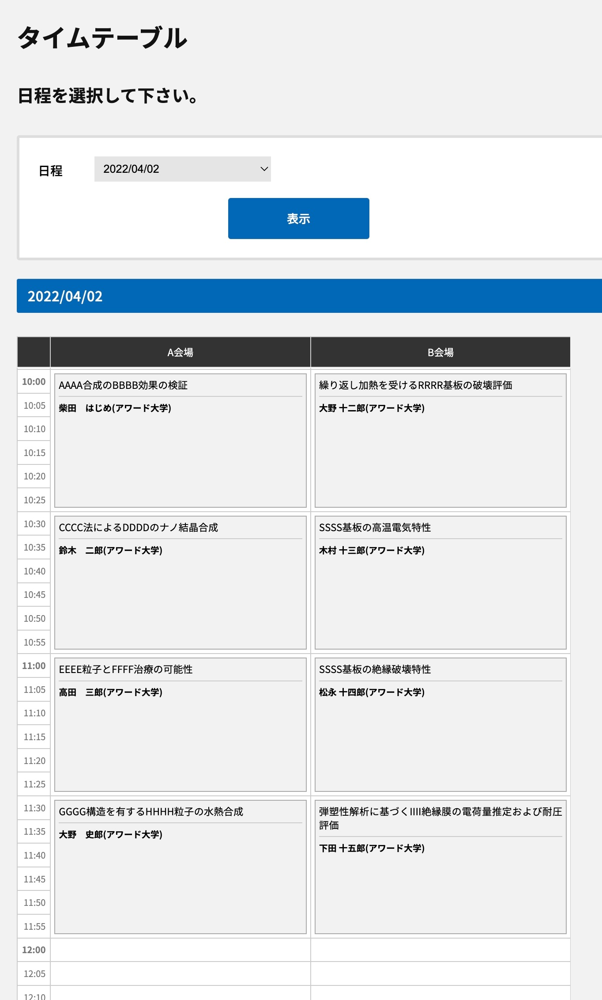 タイムテーブル
日程を選択して下さい。
日程
2022/04/02
表示
2022/04/02
A会場
B会場
10:00
AAAA合成のBBBB効果の検証
繰り返し加熱を受けるRRRR基板の破壊評価
10:05
柴田　はじめ(アワード大学)
大野 十二郎(アワード大学)
10:10
10:15
10:20
10:25
10:30
CCCC法によるDDDDのナノ結晶合成
SSSS基板の高温電気特性
10:35
鈴木　二郎(アワード大学)
木村 十三郎(アワード大学)
10:40
10:45
10:50
10:55
11:00
EEEE粒子とFFFF治療の可能性
SSSS基板の絶縁破壊特性
11:05
高田　三郎(アワード大学)
松永 十四郎(アワード大学)
11:10
11:15
11:20
11:25
11:30
GGGG構造を有するHHHH粒子の水熱合成
弾塑性解析に基づくIIII絶縁膜の電荷量推定および耐圧
評価
11:35
大野　史郎(アワード大学)
下田 十五郎(アワード大学)
11:40
11:45
11:50
11:55
12:00
12:05
12:10